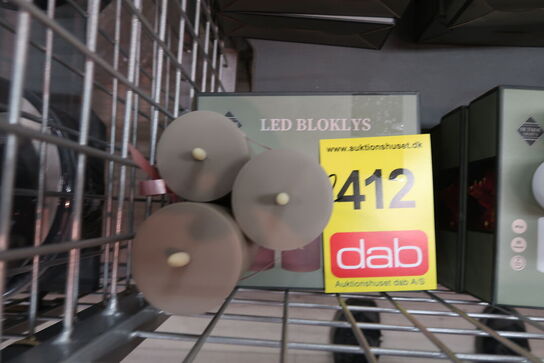 LED BLOKLYS
www.auktionshuset.dk
412
dab
Auktionshuset dab A/S